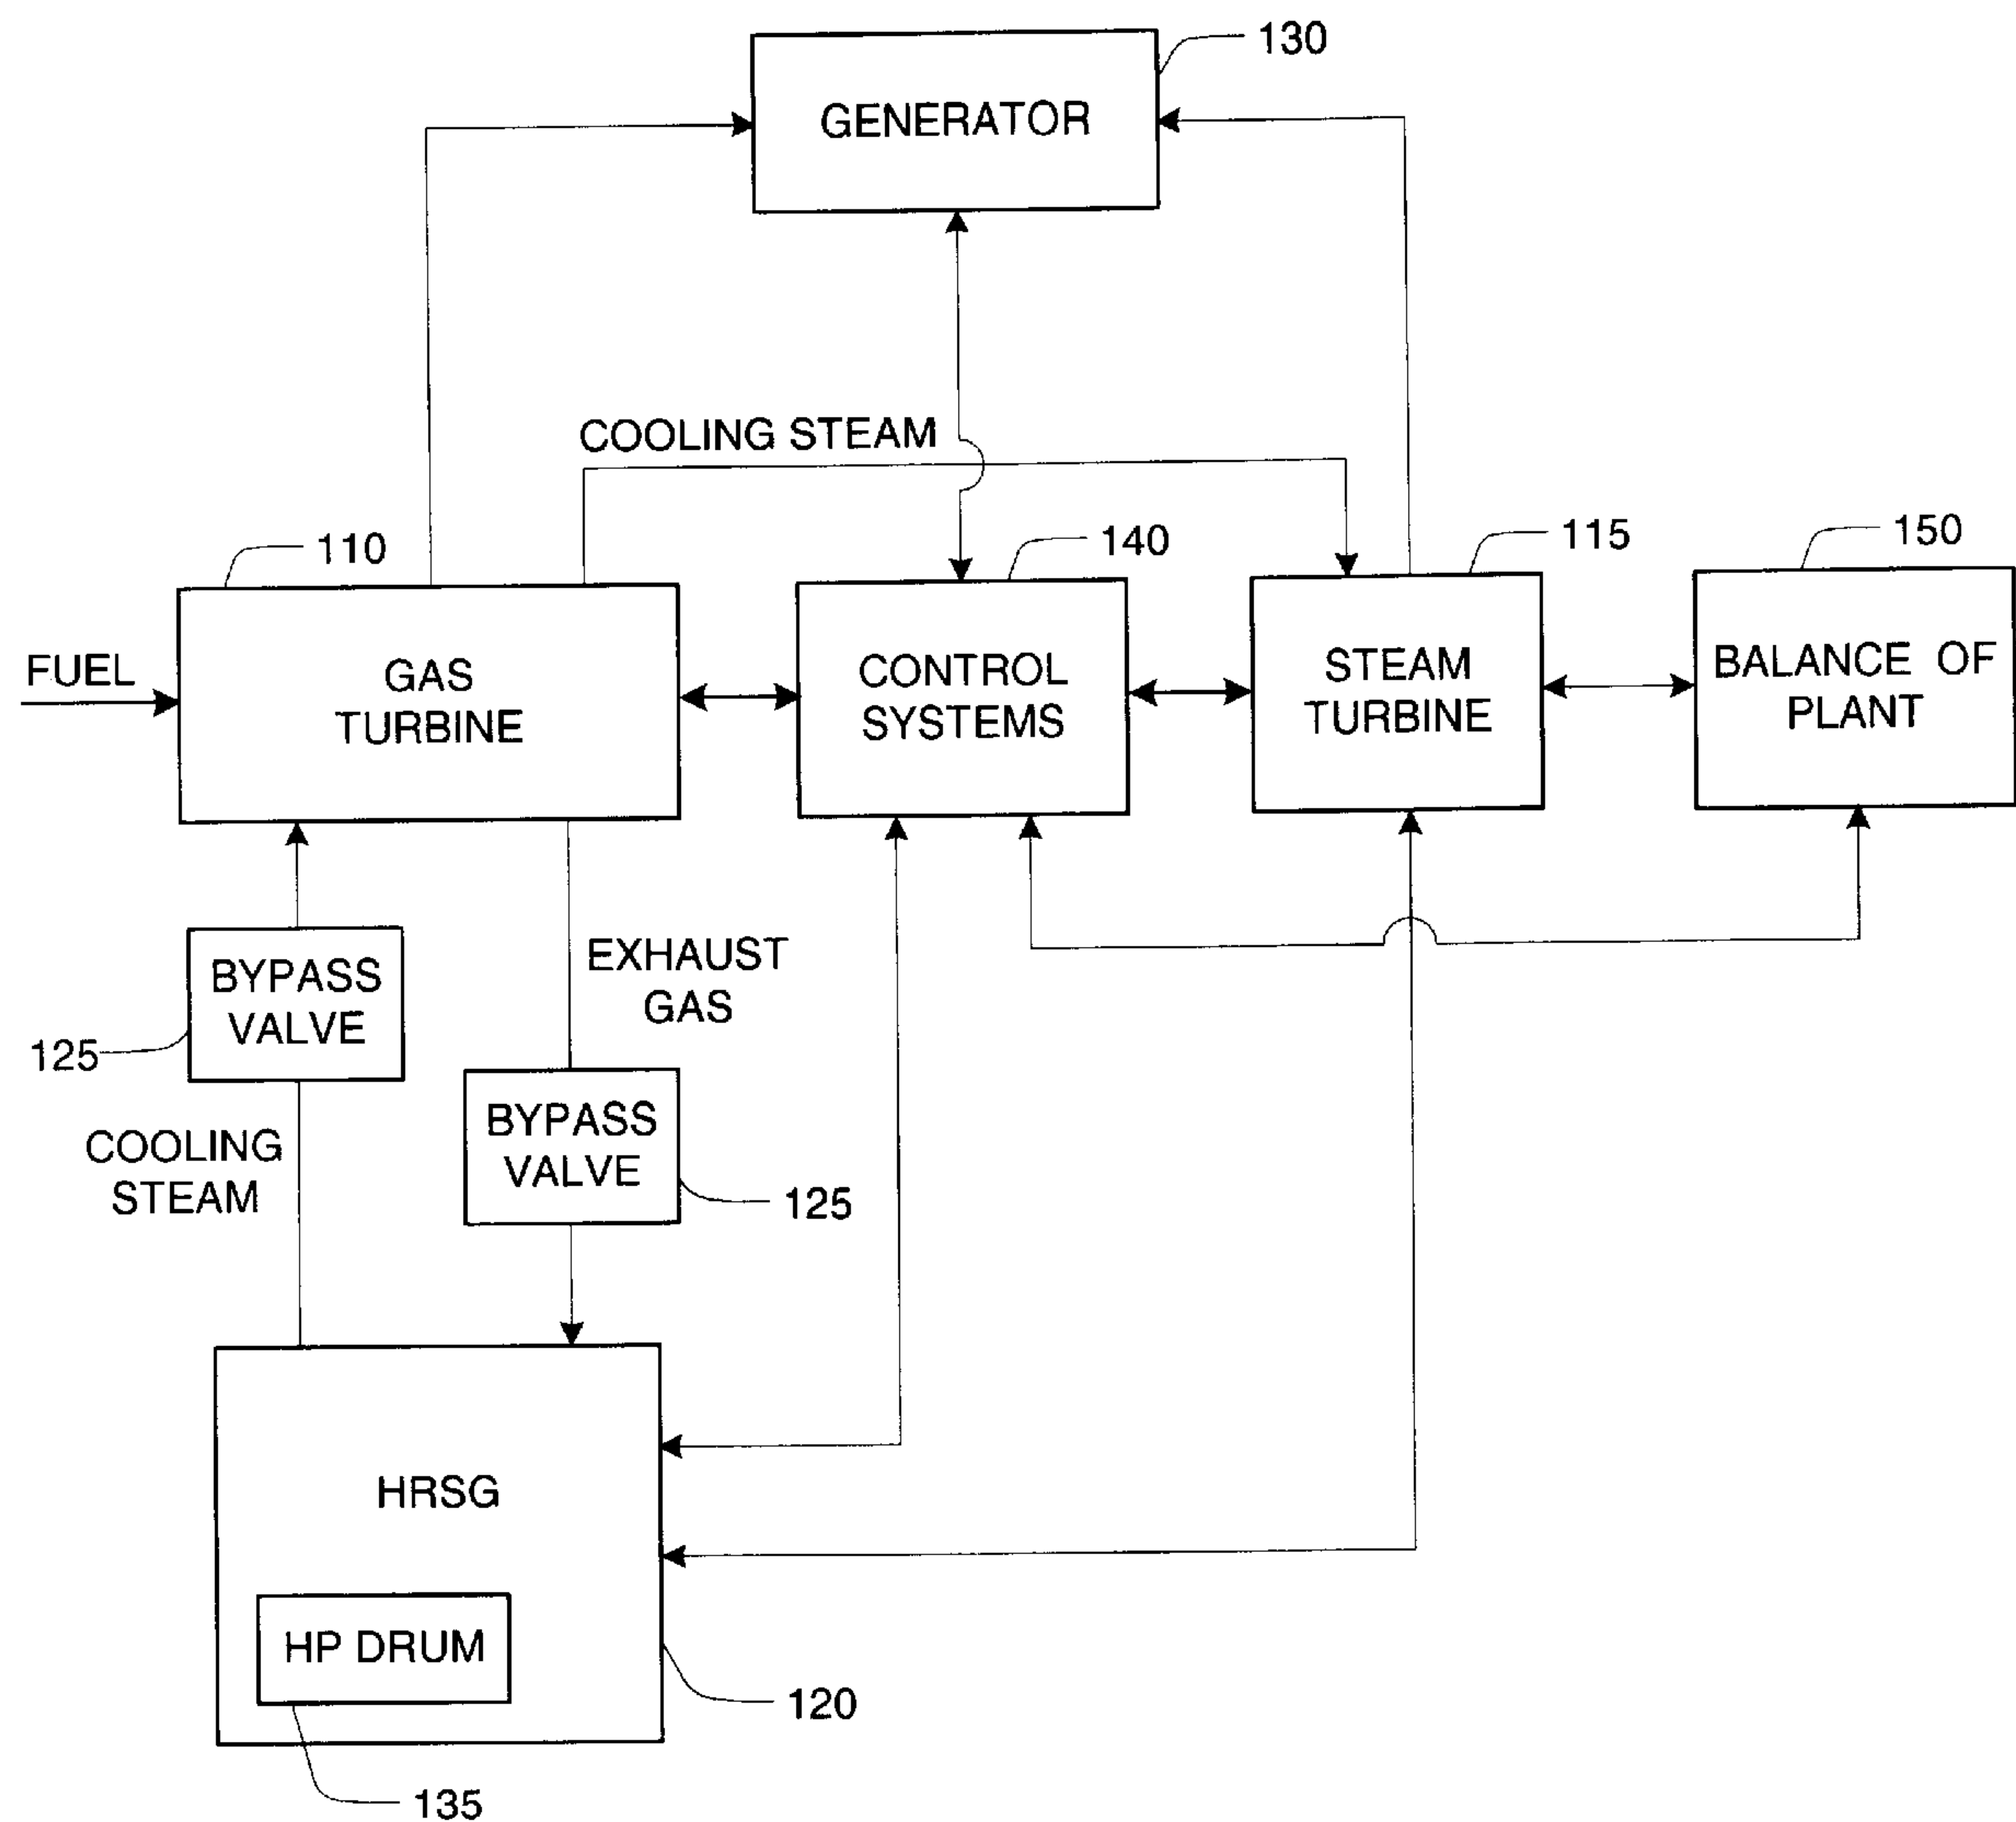 130
GENERATOR
COOLING STEAM
110
140
115
150
FUEL
GAS
TURBINE
CONTROL
SYSTEMS
STEAM
TURBINE
BALANCE OF
PLANT
BYPASS
VALVE
125
EXHAUST
GAS
COOLING
STEAM
BYPASS
VALVE
125
HRSG
HP DRUM
120
135